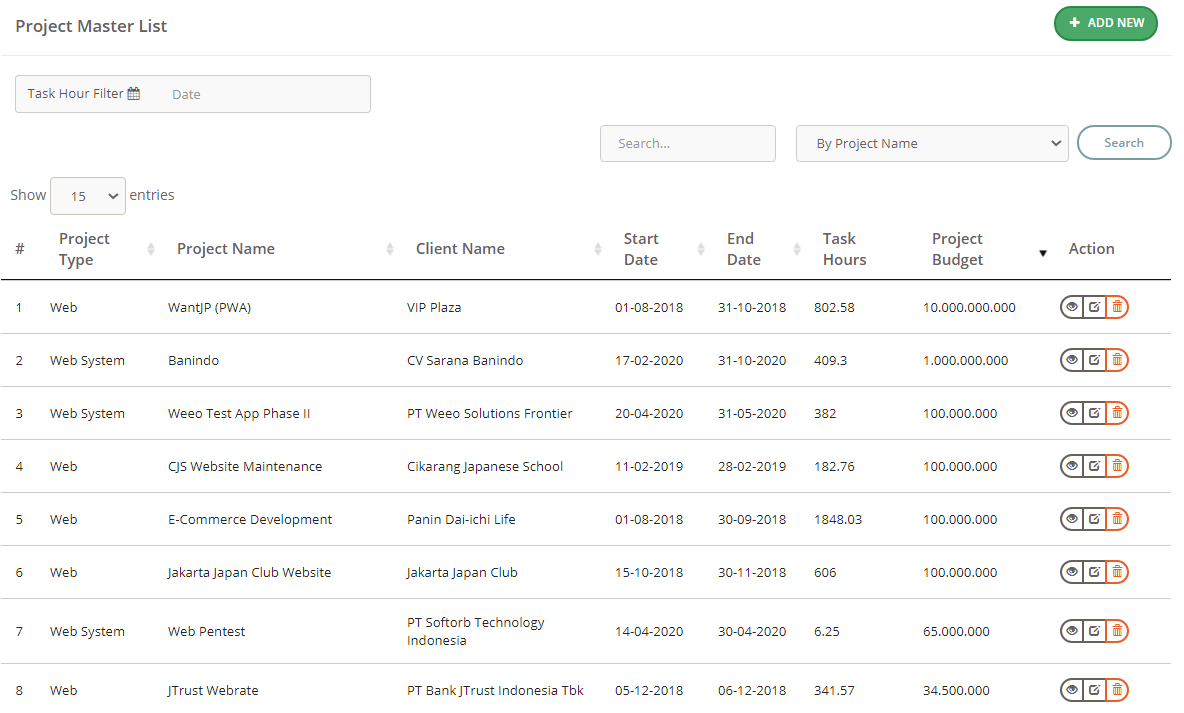 Project Master List
ADD NEW
Task Hour Filter Date
Search... By Project Name Search
Show 15 entries
# Project Type Project Name Client Name Start Date End Date Task Hours Project Budget Action
1 Web WantJP (PWA) VIP Plaza 01-08-2018 31-10-2018 802.58 10.000.000.000
2 Web System Banindo CV Sarana Banindo 17-02-2020 31-10-2020 409.3 1.000.000.000
3 Web System Weeo Test App Phase II PT Weeo Solutions Frontier 20-04-2020 31-05-2020 382 100.000.000
4 Web CJS Website Maintenance Cikarang Japanese School 11-02-2019 28-02-2019 182.76 100.000.000
5 Web E-Commerce Development Panin Dai-ichi Life 01-08-2018 30-09-2018 1848.03 100.000.000
6 Web Jakarta Japan Club Website Jakarta Japan Club 15-10-2018 30-11-2018 606 100.000.000
7 Web System Web Pentest PT Softorb Technology Indonesia 14-04-2020 30-04-2020 6.25 65.000.000
8 Web JTrust Webrate PT Bank JTrust Indonesia Tbk 05-12-2018 06-12-2018 341.57 34.500.000